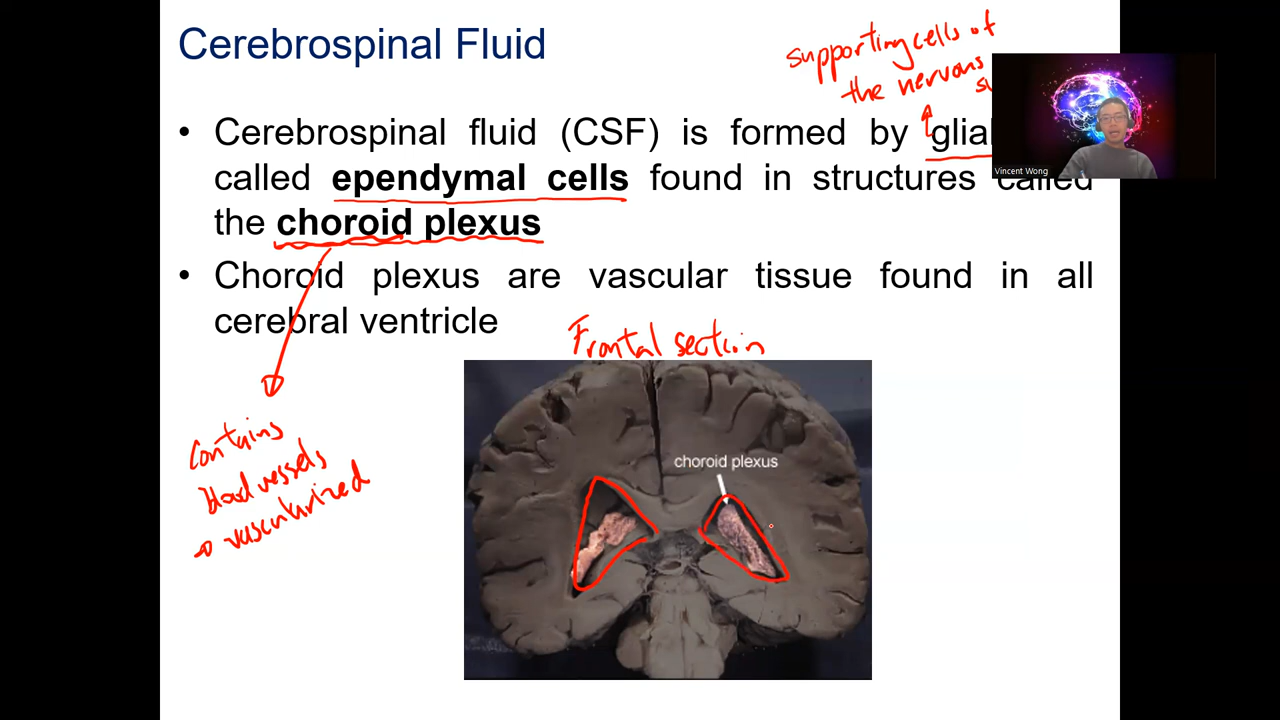 Cerebrospinal Fluid
supporting cells of
the nervous
• Cerebrospinal fluid (CSF) is formed by glial
called ependymal cells found in structures called
the choroid plexus
• Choroid plexus are vascular tissue found in all
cerebral ventricle
Vincent Wong
Frontal section
Contains
blood vessels
→ vascularized
choroid plexus